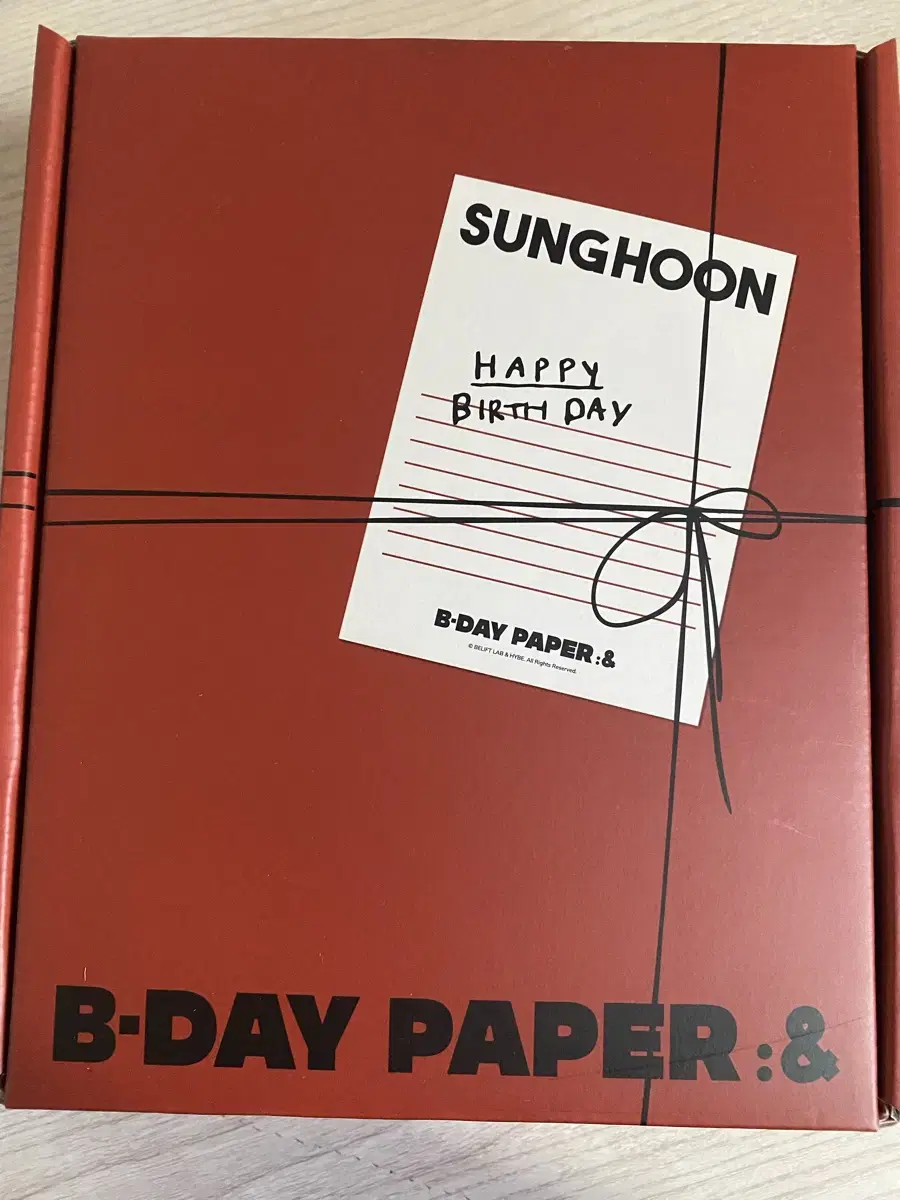 SUNGHOON
HAPPY
BIRTH DAY
B·DAY PAPER:&
© BELIFT LAB & HYBE. All Rights Reserved.
B·DAY PAPER:&